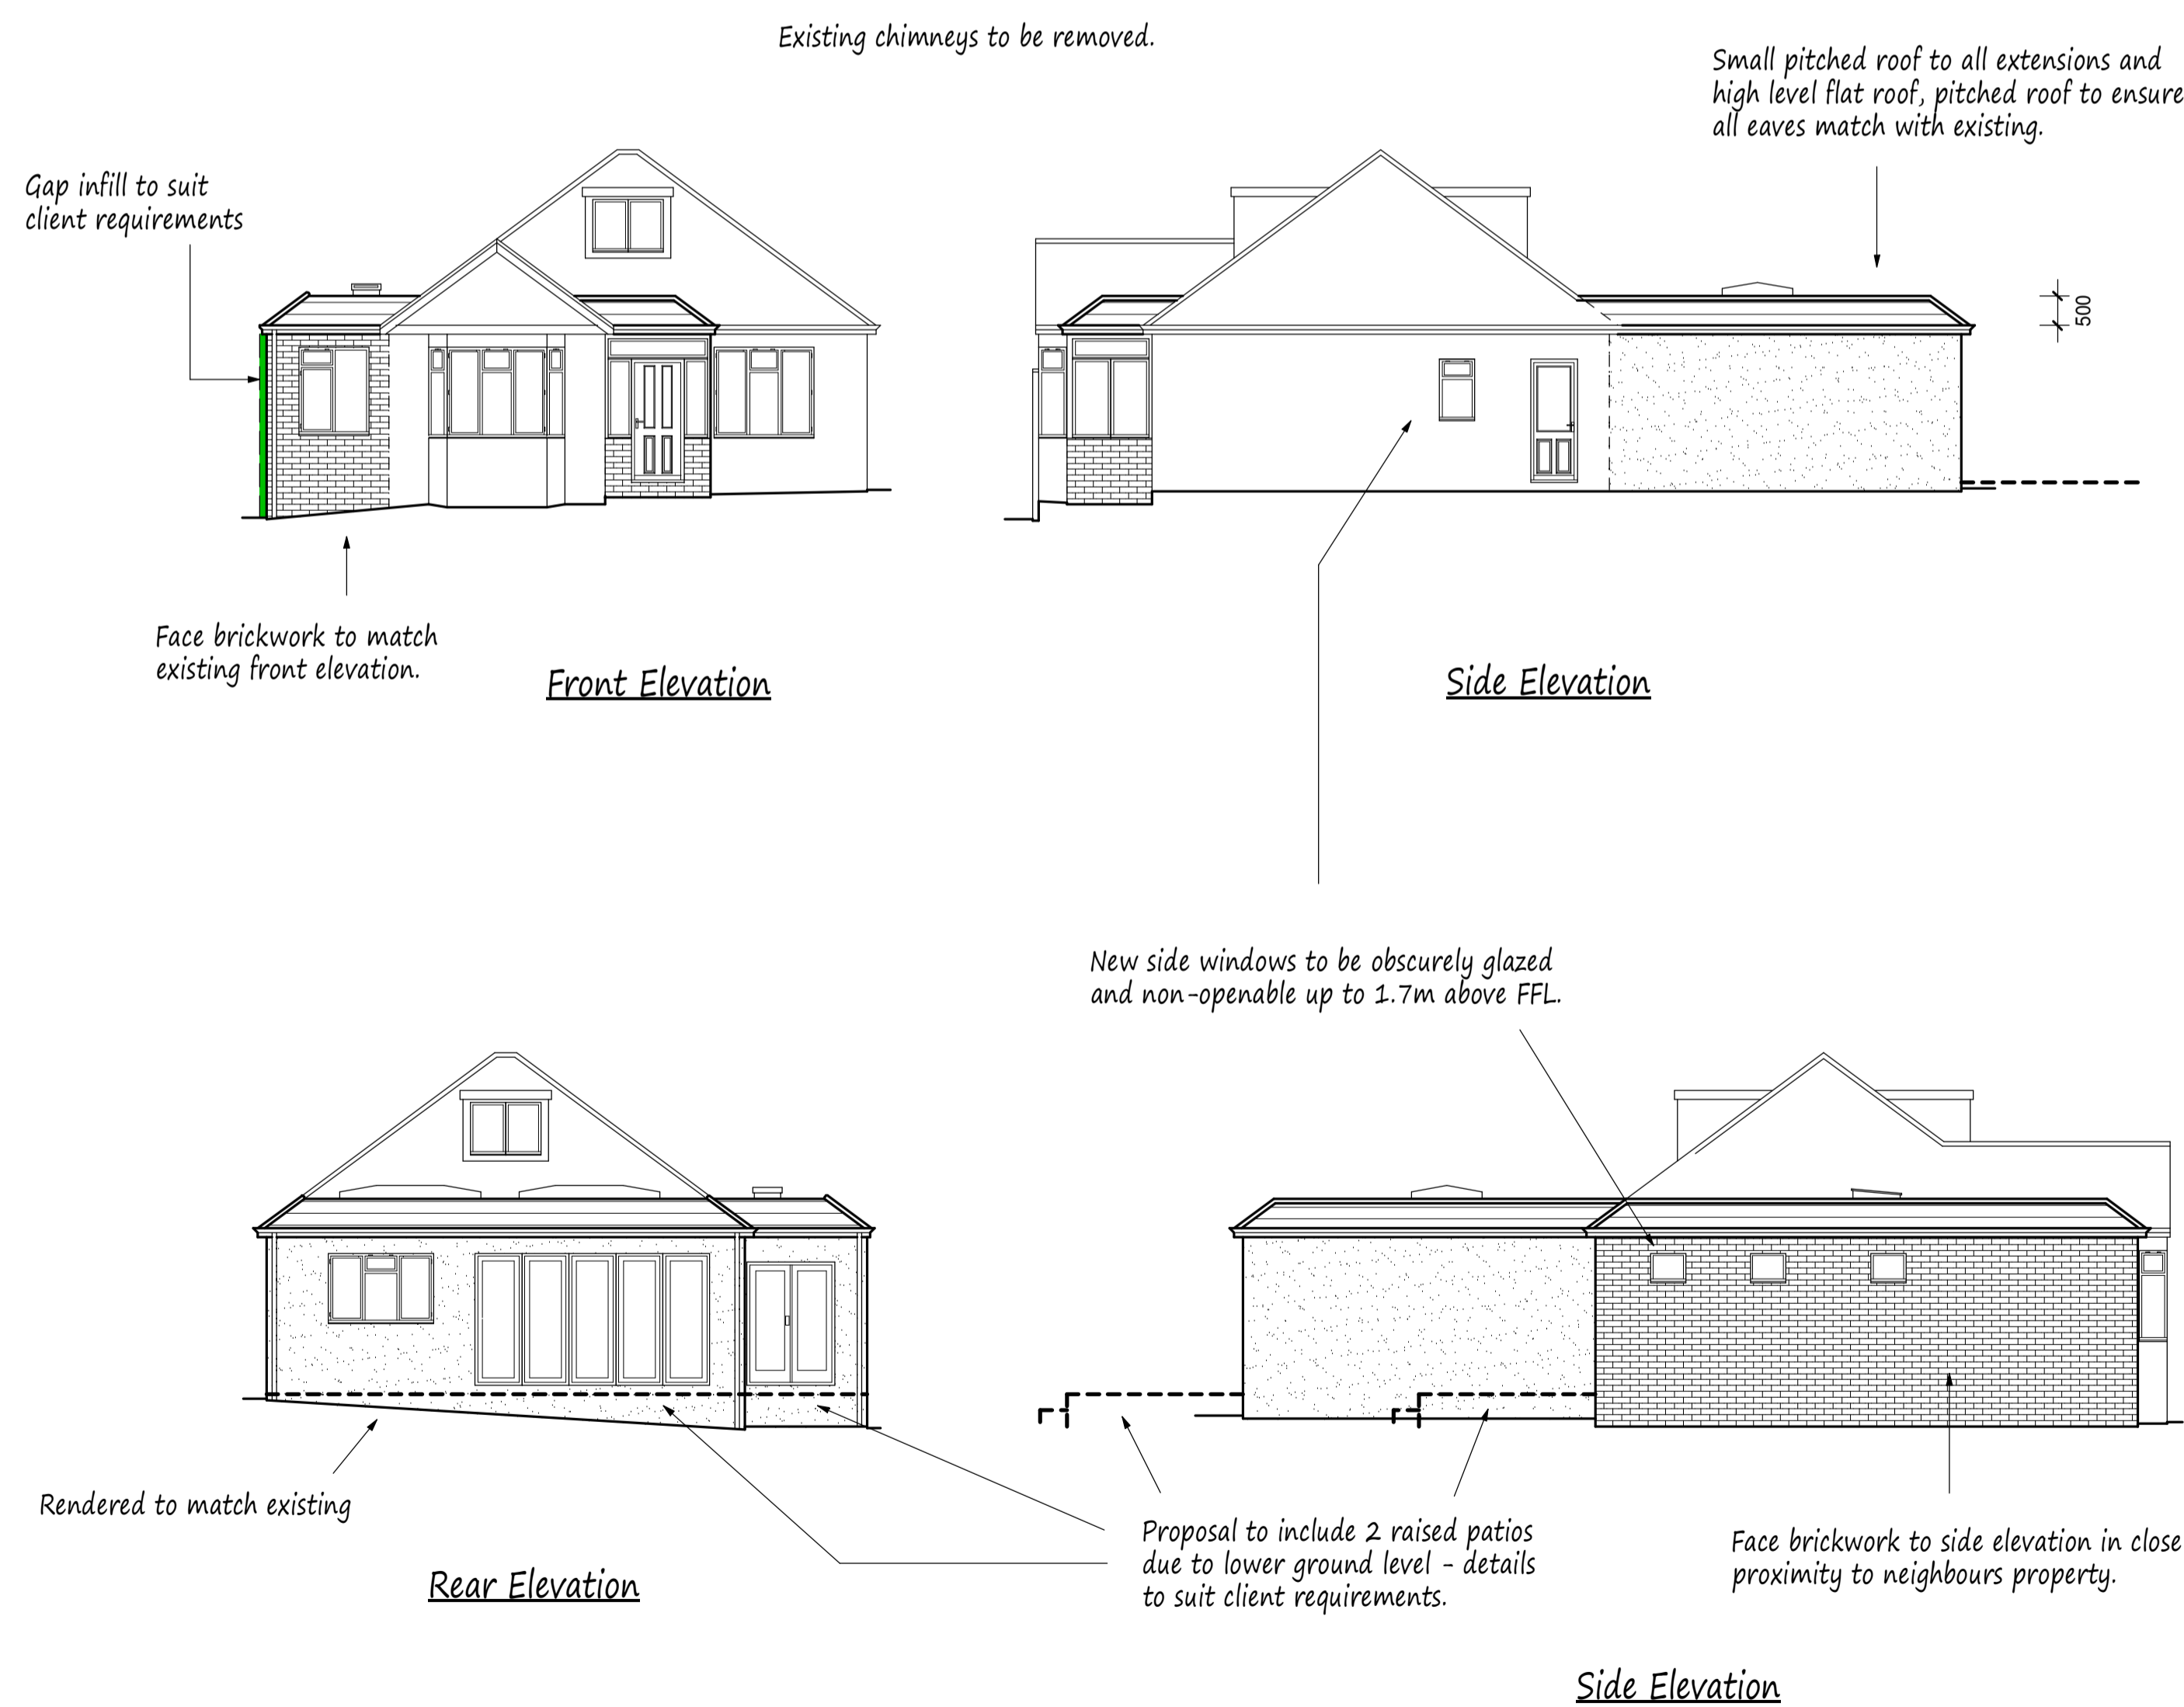 Existing chimneys to be removed.
Small pitched roof to all extensions and
high level flat roof, pitched roof to ensure
all eaves match with existing.
Gap infill to suit
client requirements
500
Face brickwork to match
existing front elevation.
Front Elevation
Side Elevation
New side windows to be obscurely glazed
and non-openable up to 1.7m above FFL.
Rendered to match existing
Rear Elevation
Proposal to include 2 raised patios
due to lower ground level - details
to suit client requirements.
Face brickwork to side elevation in close
proximity to neighbours property.
Side Elevation